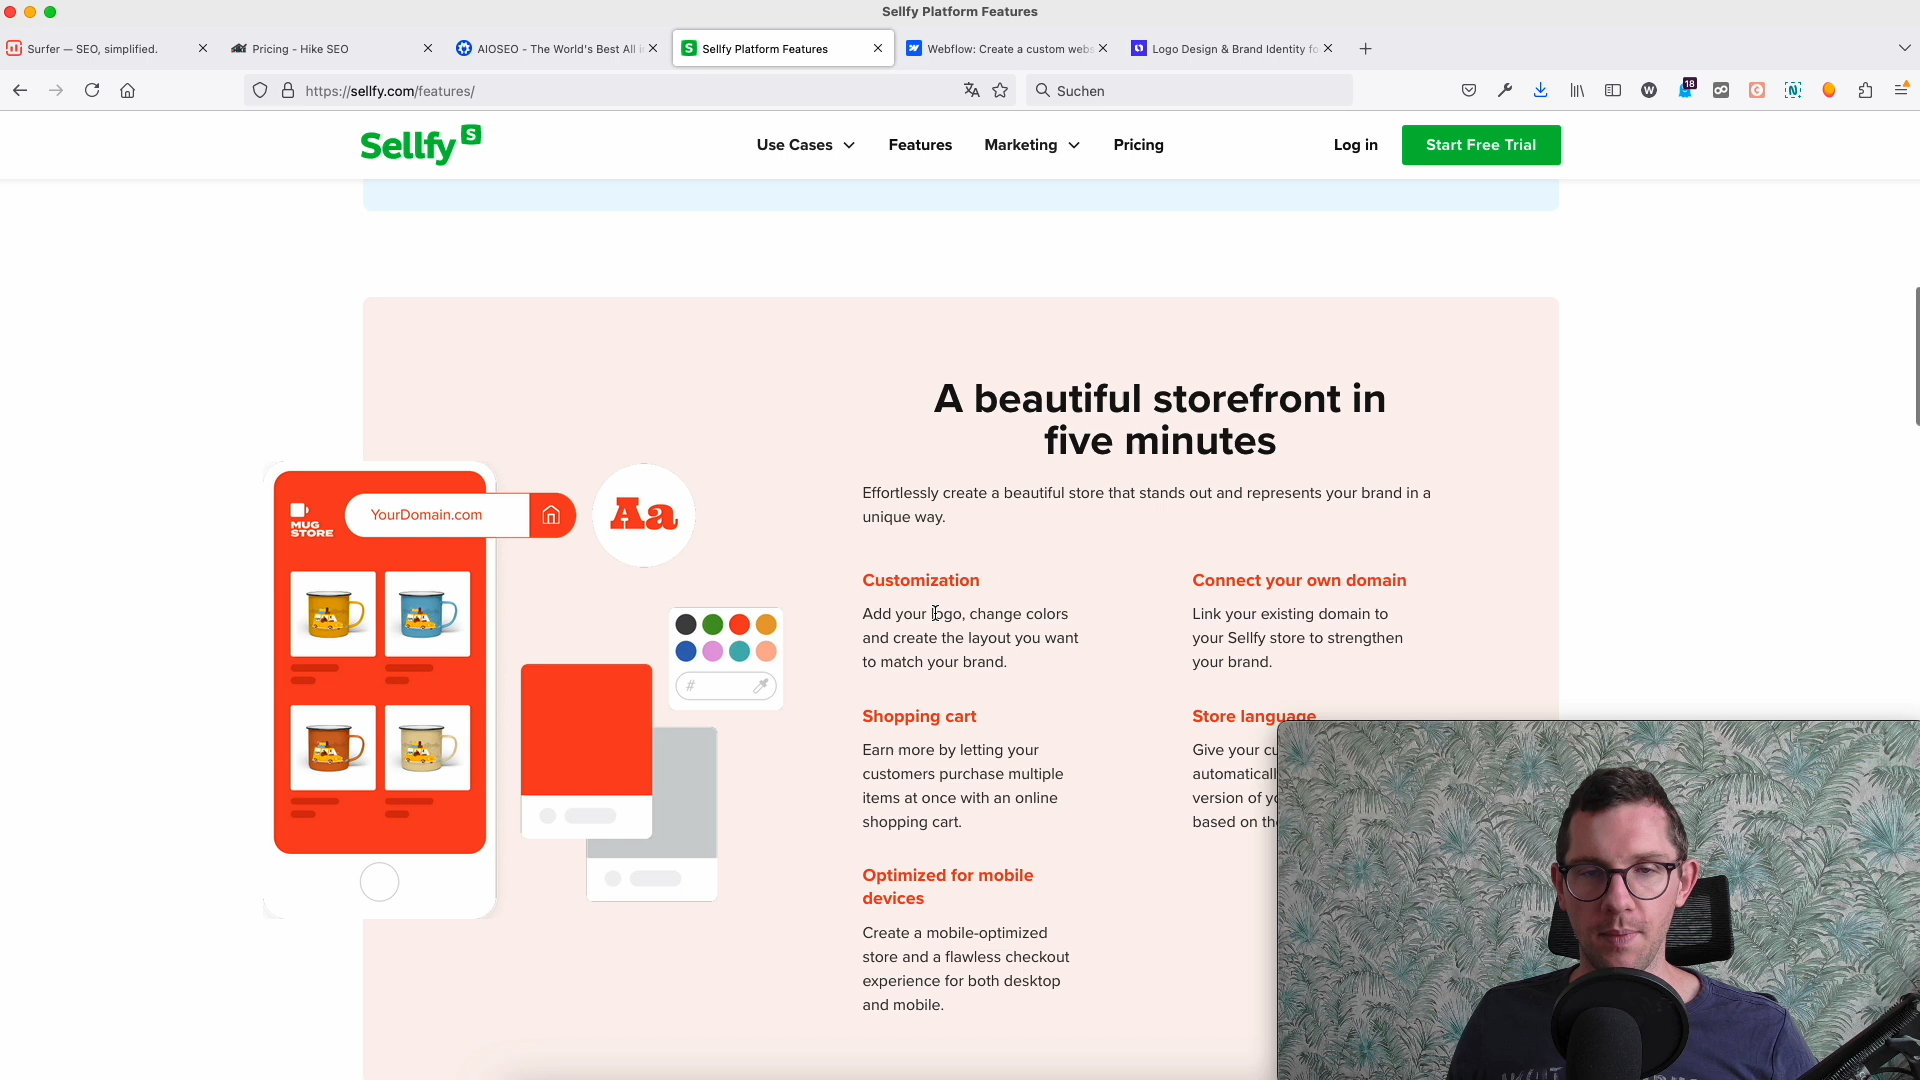 Sellfy Platform Features
Surfer — SEO, simplified.
Pricing - Hike SEO
AIOSEO - The World's Best All i
Sellfy Platform Features
Webflow: Create a custom webs
Logo Design & Brand Identity fo
https://sellfy.com/features/
Suchen
18
Sellfy S
Use Cases
Features
Marketing
Pricing
Log in
Start Free Trial
A beautiful storefront in
five minutes
Effortlessly create a beautiful store that stands out and represents your brand in a
unique way.
MUG
STORE
YourDomain.com
Aa
#
Customization
Add your logo, change colors
and create the layout you want
to match your brand.
Connect your own domain
Link your existing domain to
your Sellfy store to strengthen
your brand.
Shopping cart
Earn more by letting your
customers purchase multiple
items at once with an online
shopping cart.
Store language
Give your cu
automaticall
version of yo
based on the
Optimized for mobile
devices
Create a mobile-optimized
store and a flawless checkout
experience for both desktop
and mobile.